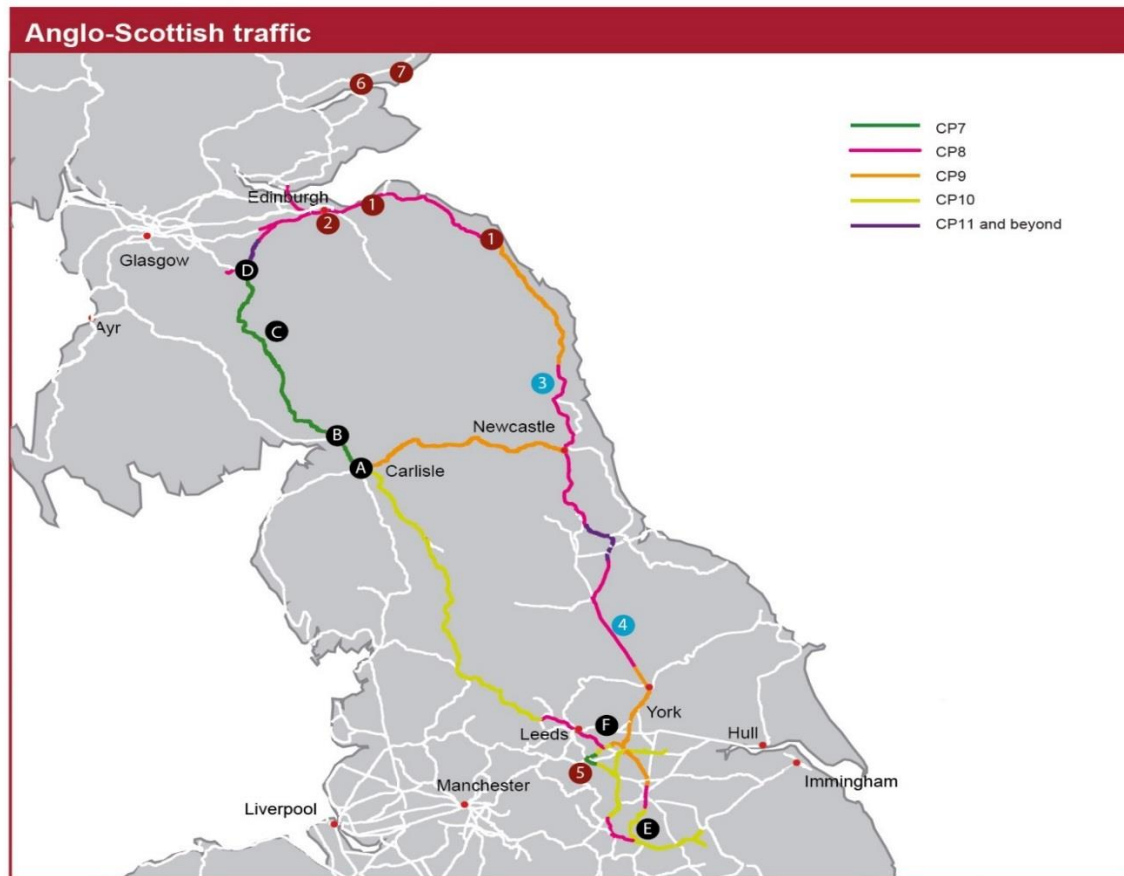 Anglo-Scottish traffic
7
6
CP7
CP8
CP9
CP10
CP11 and beyond
Edinburgh
1
2
1
Glasgow
D
Ayr
C
3
Newcastle
B
A
Carlisle
4
York
F
Leeds
Hull
5
Immingham
Manchester
Liverpool
E